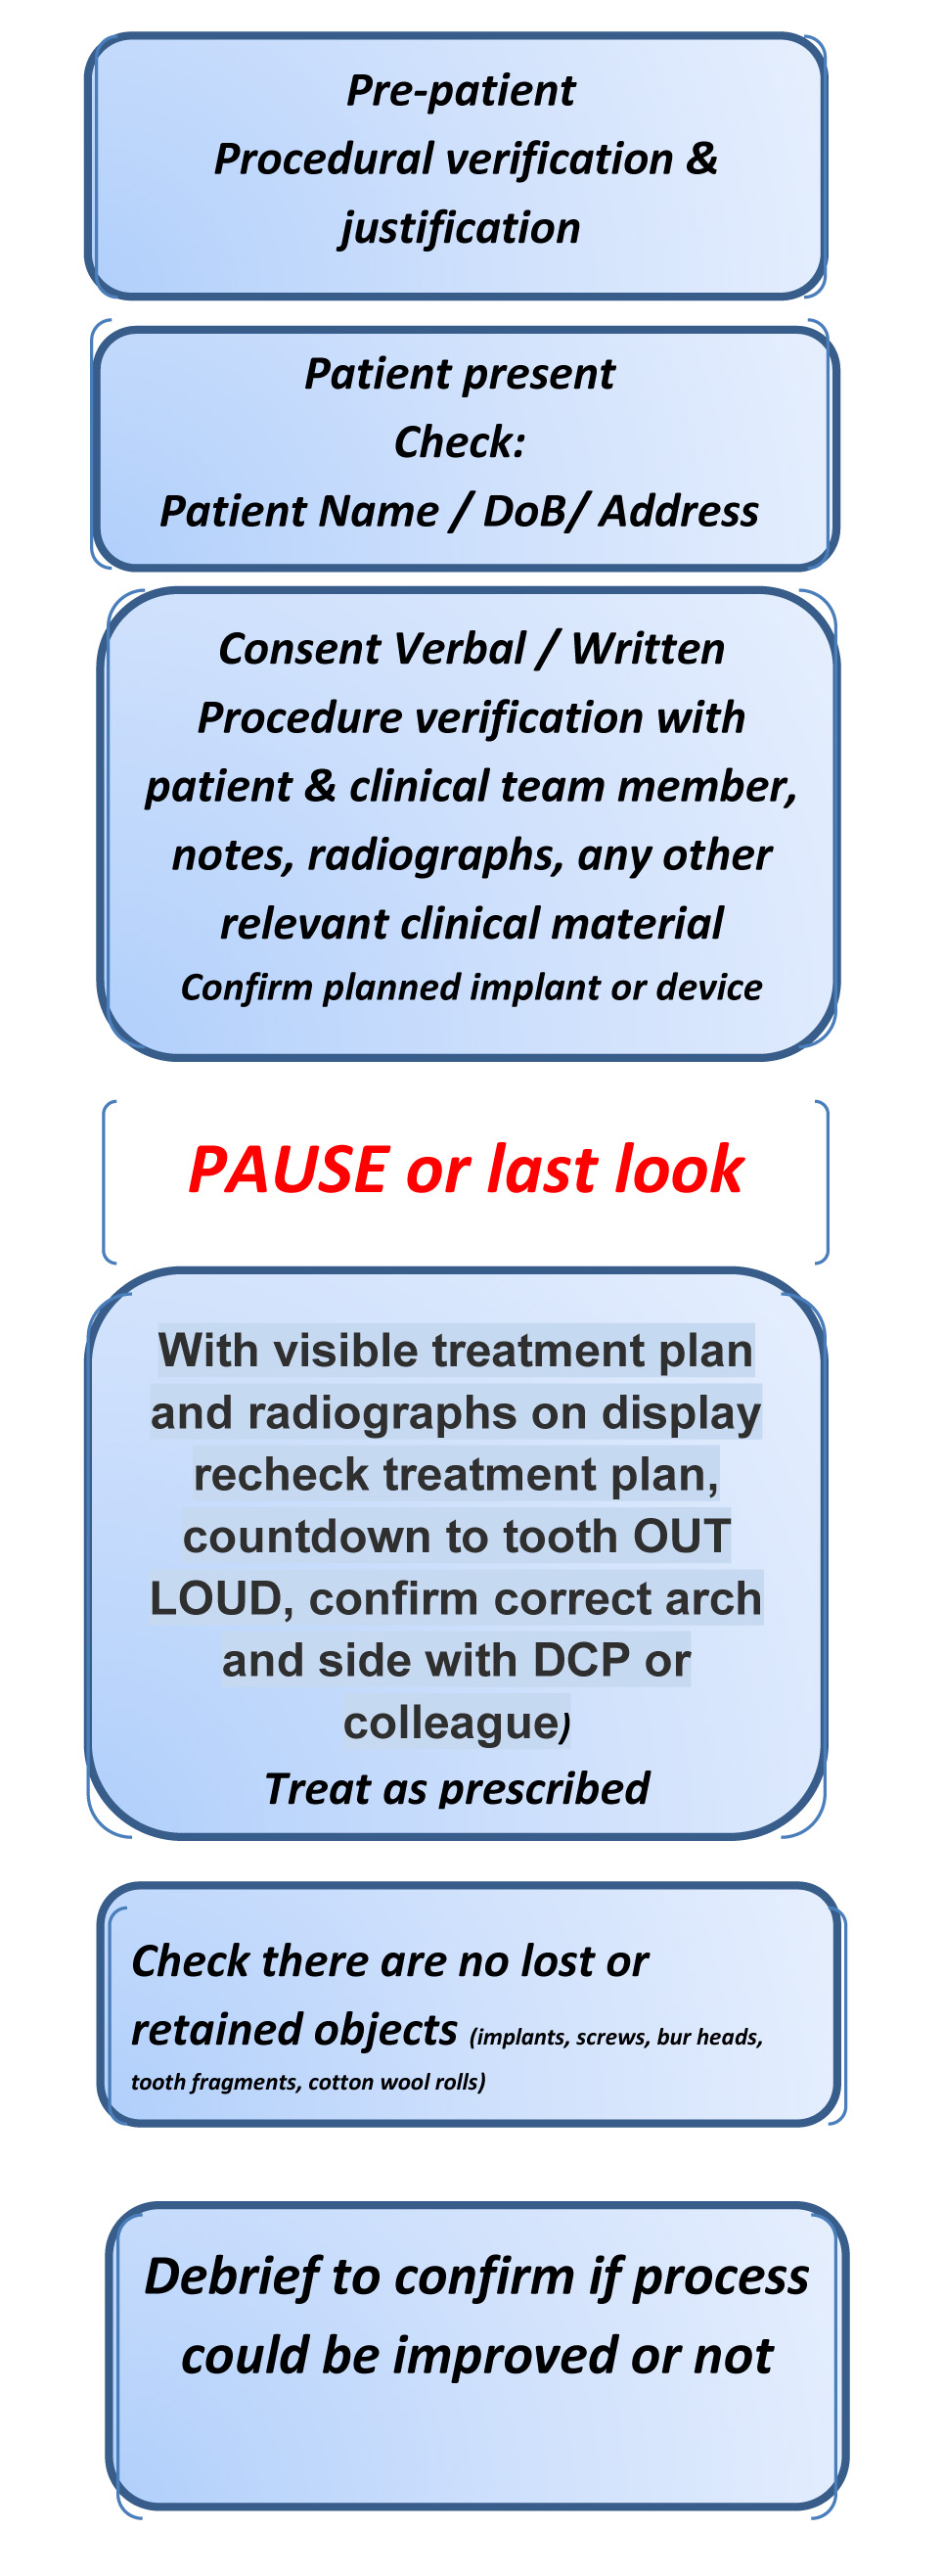 Pre-patient
Procedural verification &
justification
Patient present
Check:
Patient Name / DoB/ Address
Consent Verbal / Written
Procedure verification with
patient & clinical team member,
notes, radiographs, any other
relevant clinical material
Confirm planned implant or device
PAUSE or last look
With visible treatment plan
and radiographs on display
recheck treatment plan,
countdown to tooth OUT
LOUD, confirm correct arch
and side with DCP or
colleague)
Treat as prescribed
Check there are no lost or
retained objects (implants, screws, bur heads,
tooth fragments, cotton wool rolls)
Debrief to confirm if process
could be improved or not